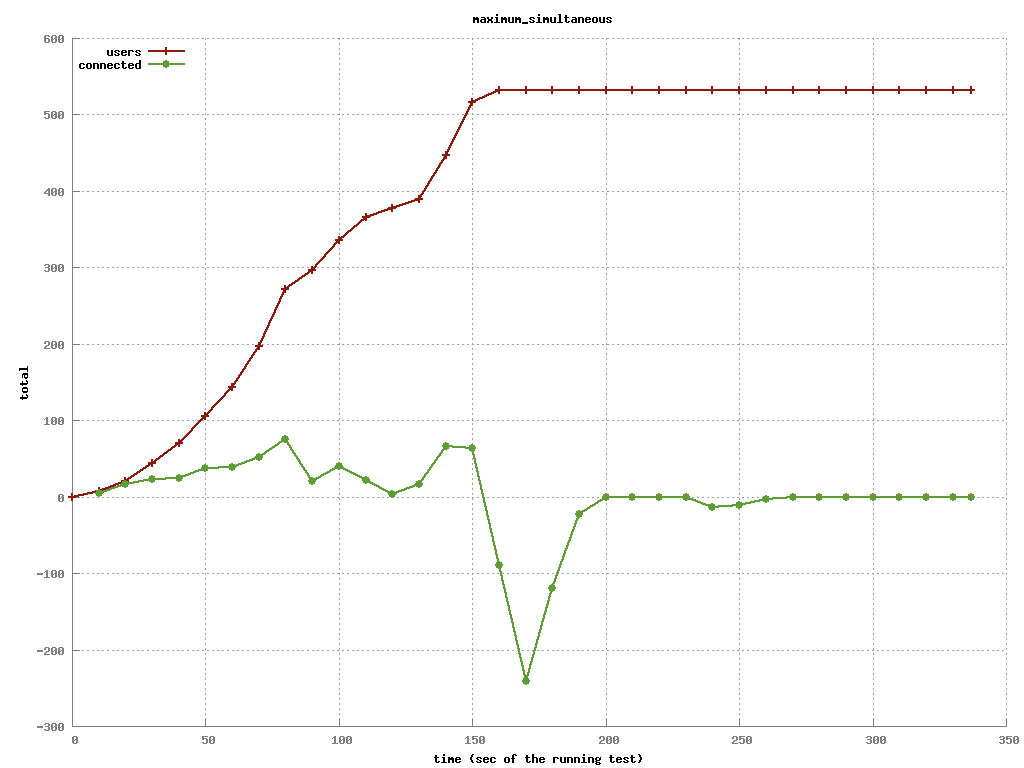 maximum_simultaneous
users
connected
600
500
400
300
200
100
0
-100
-200
-300
total
0 50 100 150 200 250 300 350
time (sec of the running test)